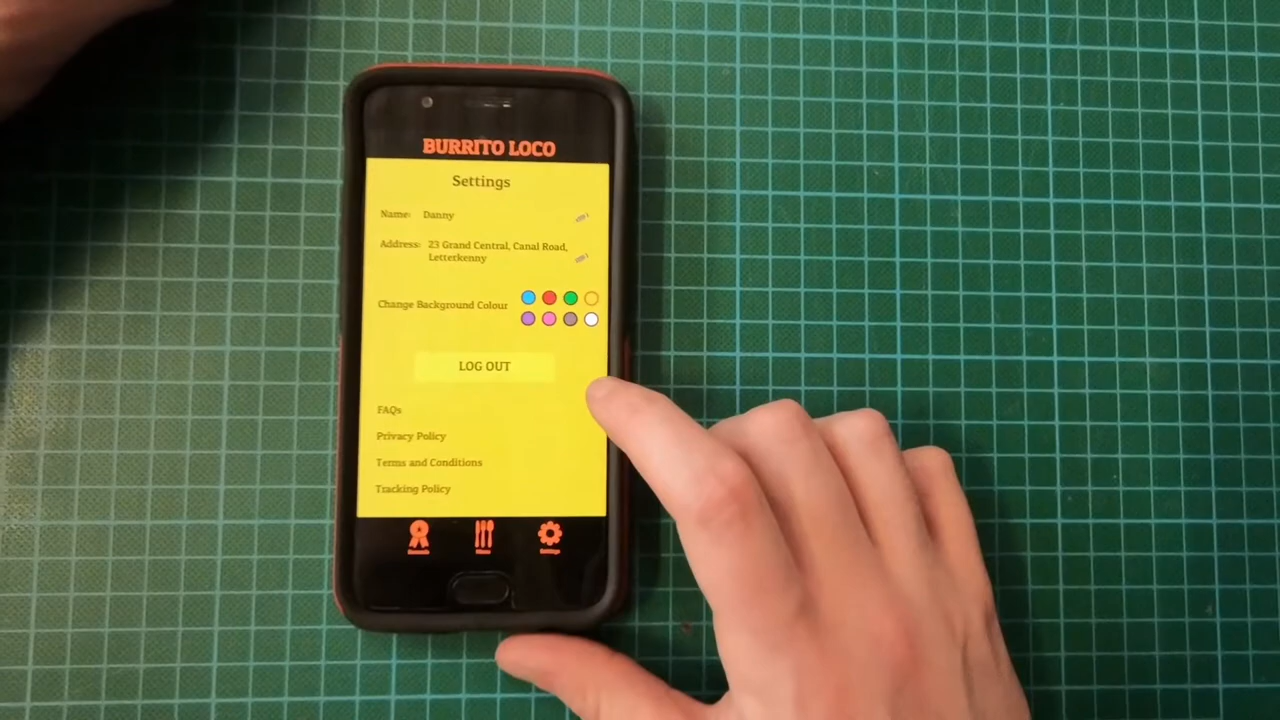 BURRITO LOCO
Settings
Name: Danny
Address: 23 Grand Central, Canal Road,
Letterkenny
Change Background Colour
LOG OUT
FAQs
Privacy Policy
Terms and Conditions
Tracking Policy